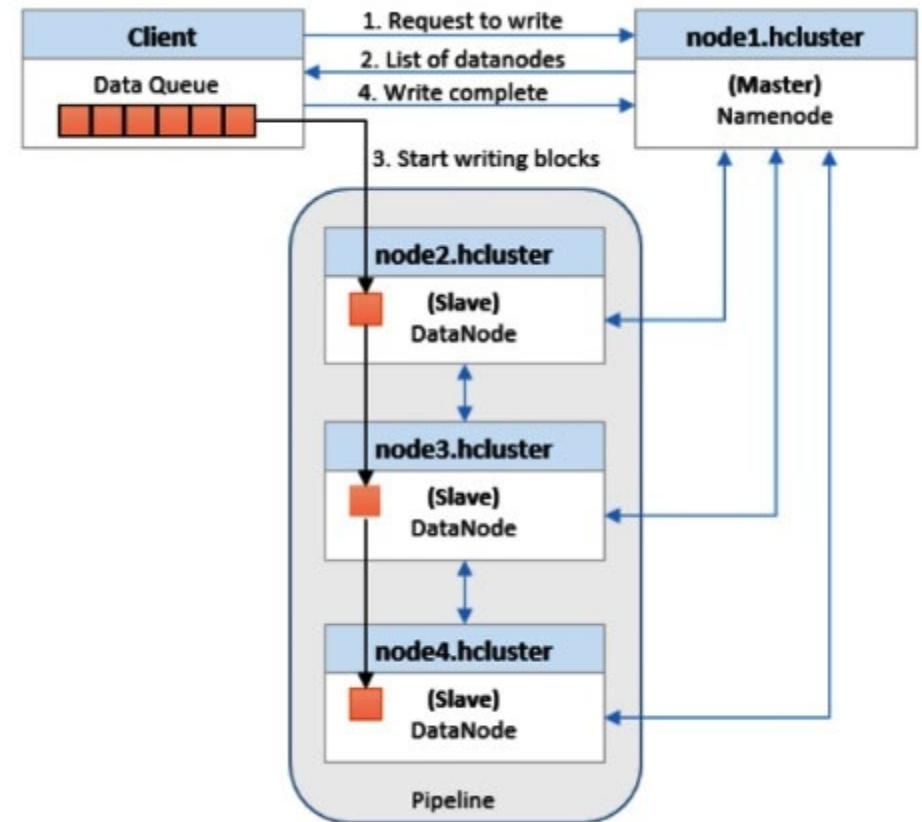 Client
Data Queue
1. Request to write
2. List of datanodes
4. Write complete
node1.hcluster
(Master)
Namenode
3. Start writing blocks
node2.hcluster
(Slave)
DataNode
node3.hcluster
(Slave)
DataNode
node4.hcluster
(Slave)
DataNode
Pipeline